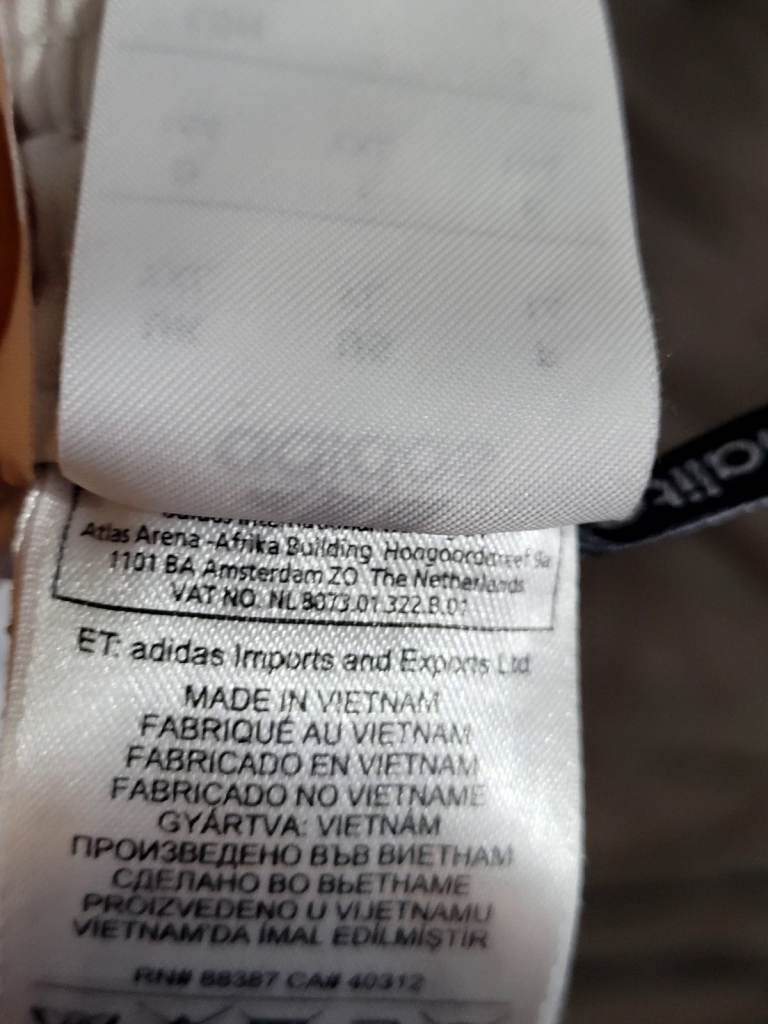 Atlas Arena -Afrika Building, Hoogoorddreef 9a
1101 BA Amsterdam ZO The Netherlands
VAT NO. NL 8073.01.322.B.01
ET: adidas Imports and Exports Ltd
MADE IN VIETNAM
FABRIQUÉ AU VIETNAM
FABRICADO EN VIETNAM
FABRICADO NO VIETNAME
GYÁRTVA: VIETNÁM
ПРОИЗВЕДЕНО ВЪВ ВИЕТНАМ
СДЕЛАНО ВО ВЬЕТНАМЕ
PROIZVEDENO U VIJETNAMU
VIETNAM'DA İMAL EDİLMİŞTİR
RN# 88387 CA# 40312